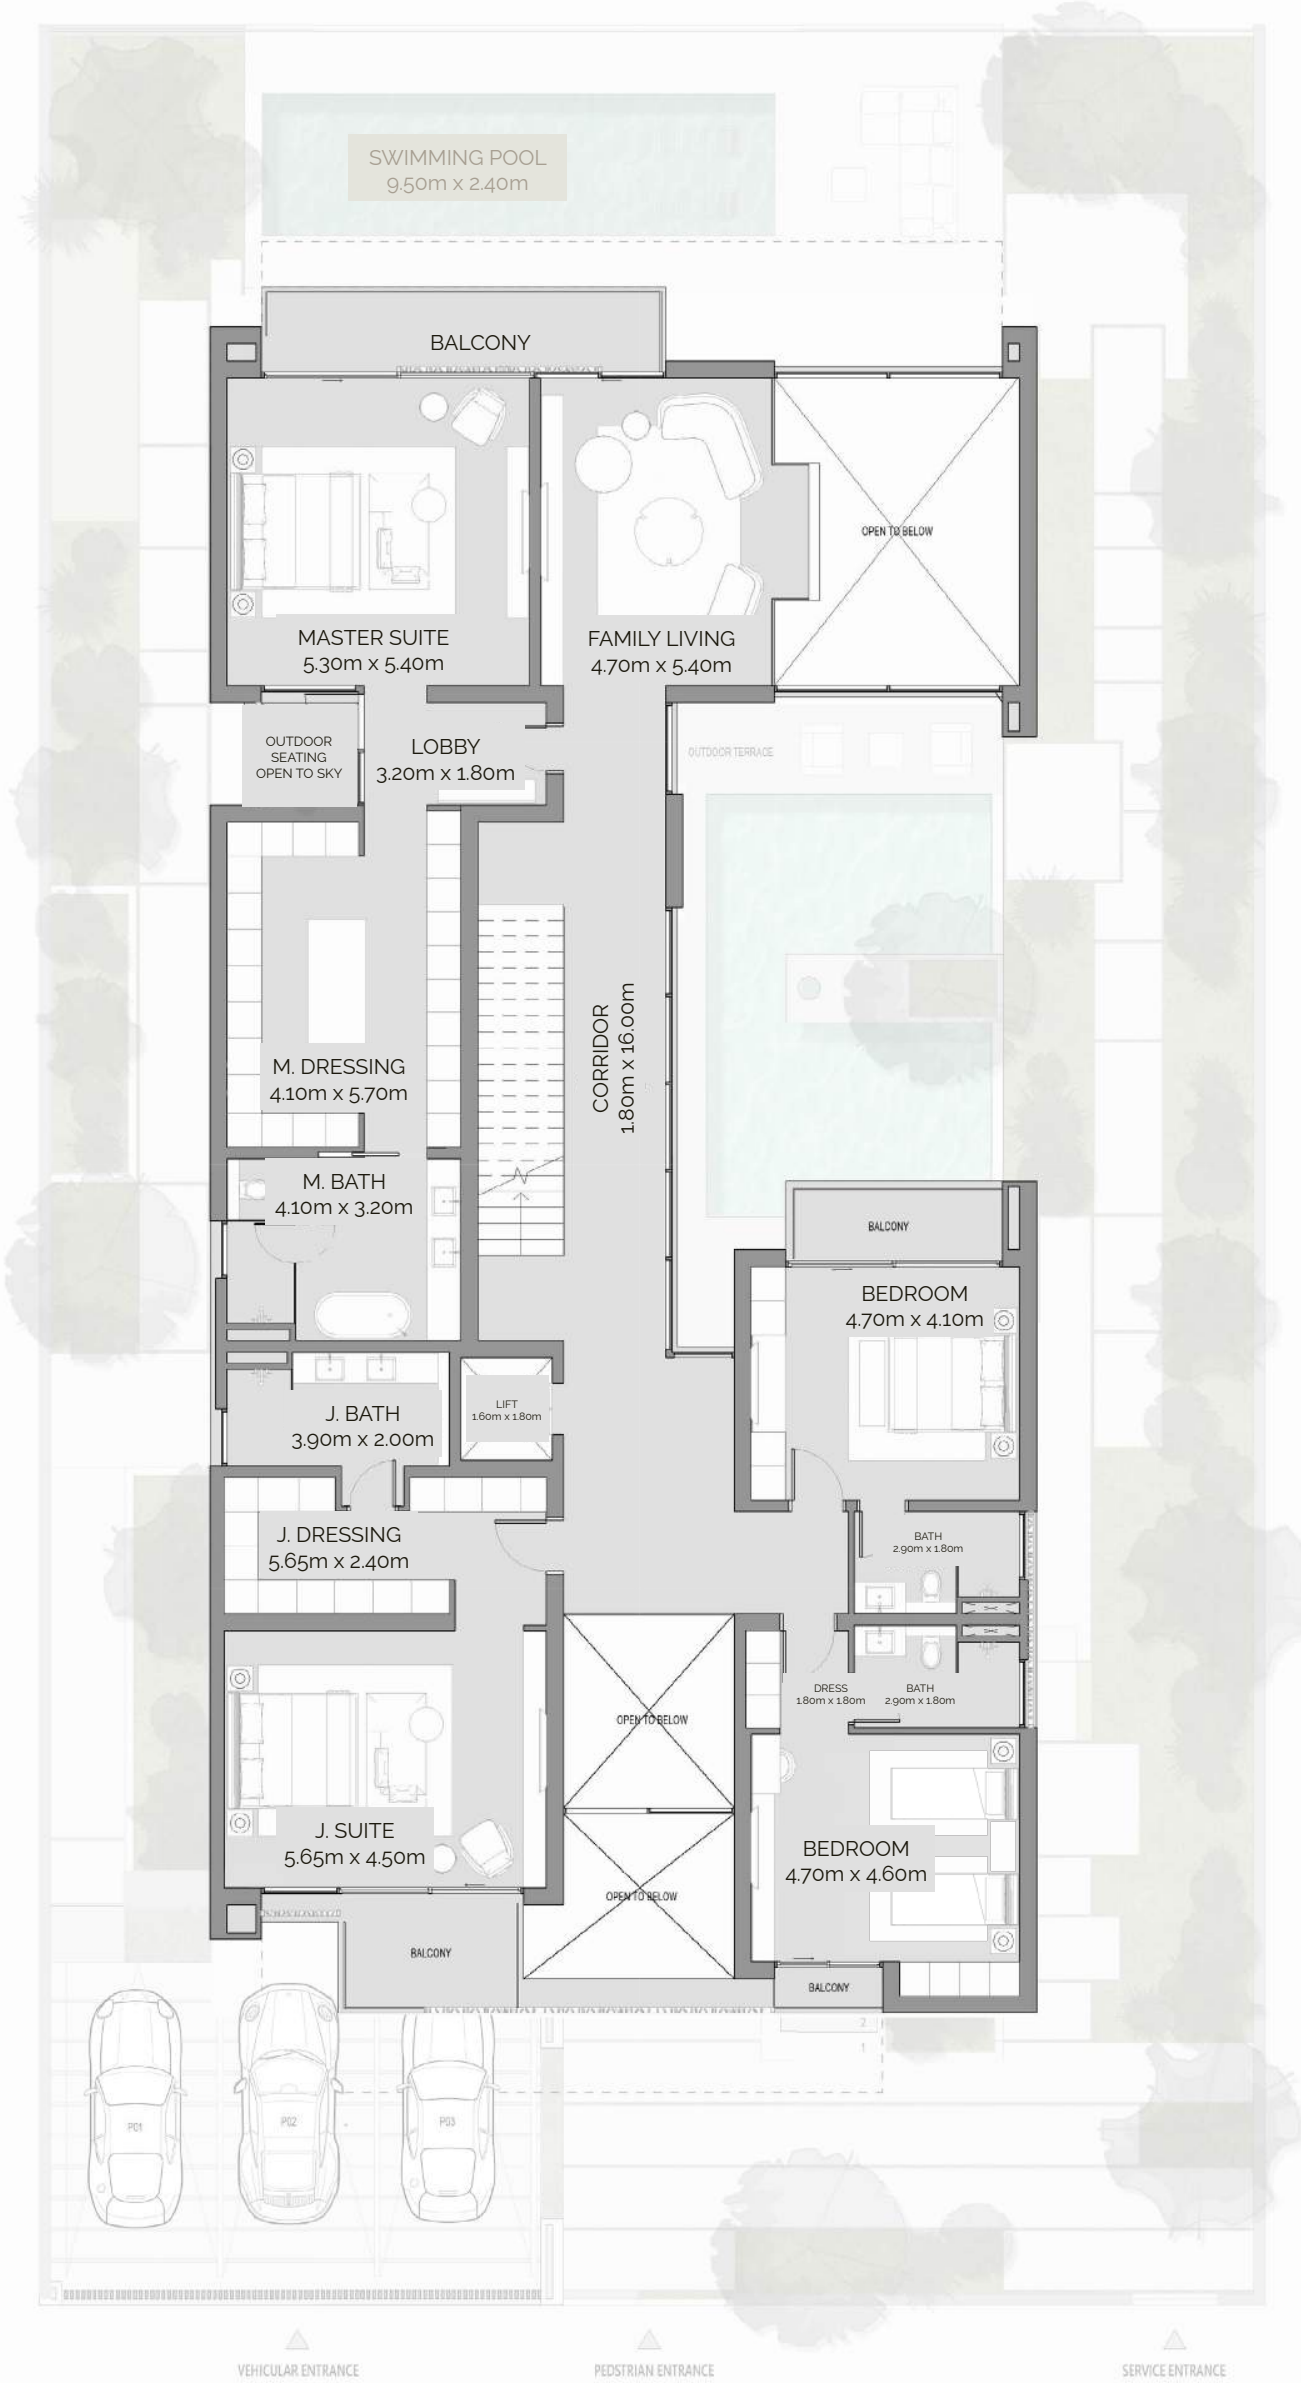 SWIMMING POOL
9.50m x 2.40m
BALCONY
OPEN TO BELOW
MASTER SUITE
5.30m x 5.40m
FAMILY LIVING
4.70m x 5.40m
OUTDOOR
SEATING
OPEN TO SKY
LOBBY
3.20m x 1.80m
OUTDOOR TERRACE
CORRIDOR
1.80m x 16.00m
M. DRESSING
4.10m x 5.70m
M. BATH
4.10m x 3.20m
BALCONY
BEDROOM
4.70m x 4.10m
LIFT
1.60m x 1.80m
J. BATH
3.90m x 2.00m
J. DRESSING
5.65m x 2.40m
BATH
2.90m x 1.80m
DRESS
1.80m x 1.80m
BATH
2.90m x 1.80m
OPEN TO BELOW
J. SUITE
5.65m x 4.50m
BEDROOM
4.70m x 4.60m
OPEN TO BELOW
BALCONY
BALCONY
2
1
P01
P02
P03
VEHICULAR ENTRANCE
PEDSTRIAN ENTRANCE
SERVICE ENTRANCE